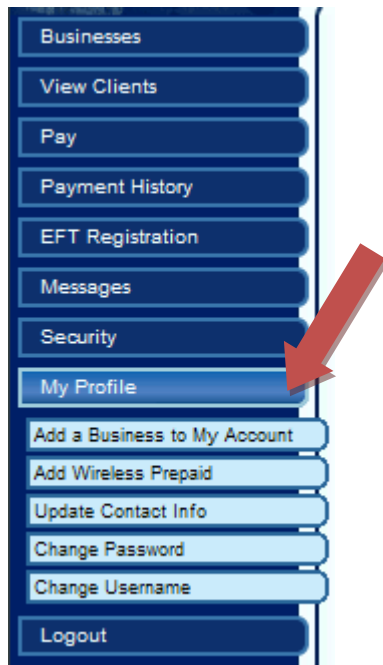 Businesses
View Clients
Pay
Payment History
EFT Registration
Messages
Security
My Profile
Add a Business to My Account
Add Wireless Prepaid
Update Contact Info
Change Password
Change Username
Logout